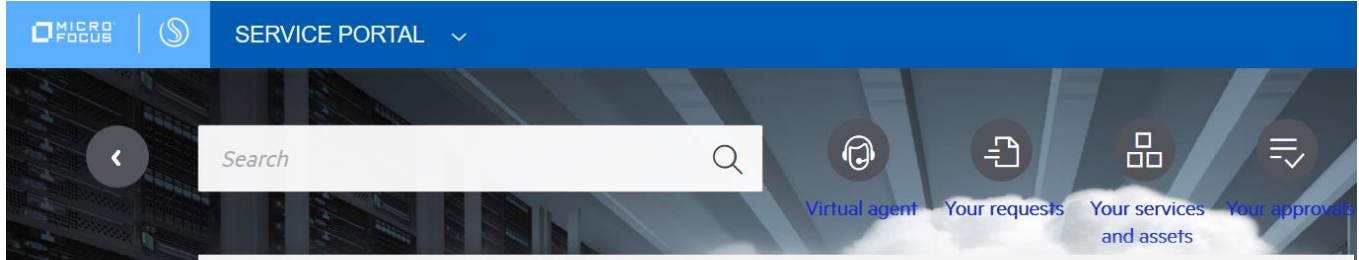 MICRO
FOCUS
SERVICE PORTAL
Search
Virtual agent
Your requests
Your services
and assets
Your approvals